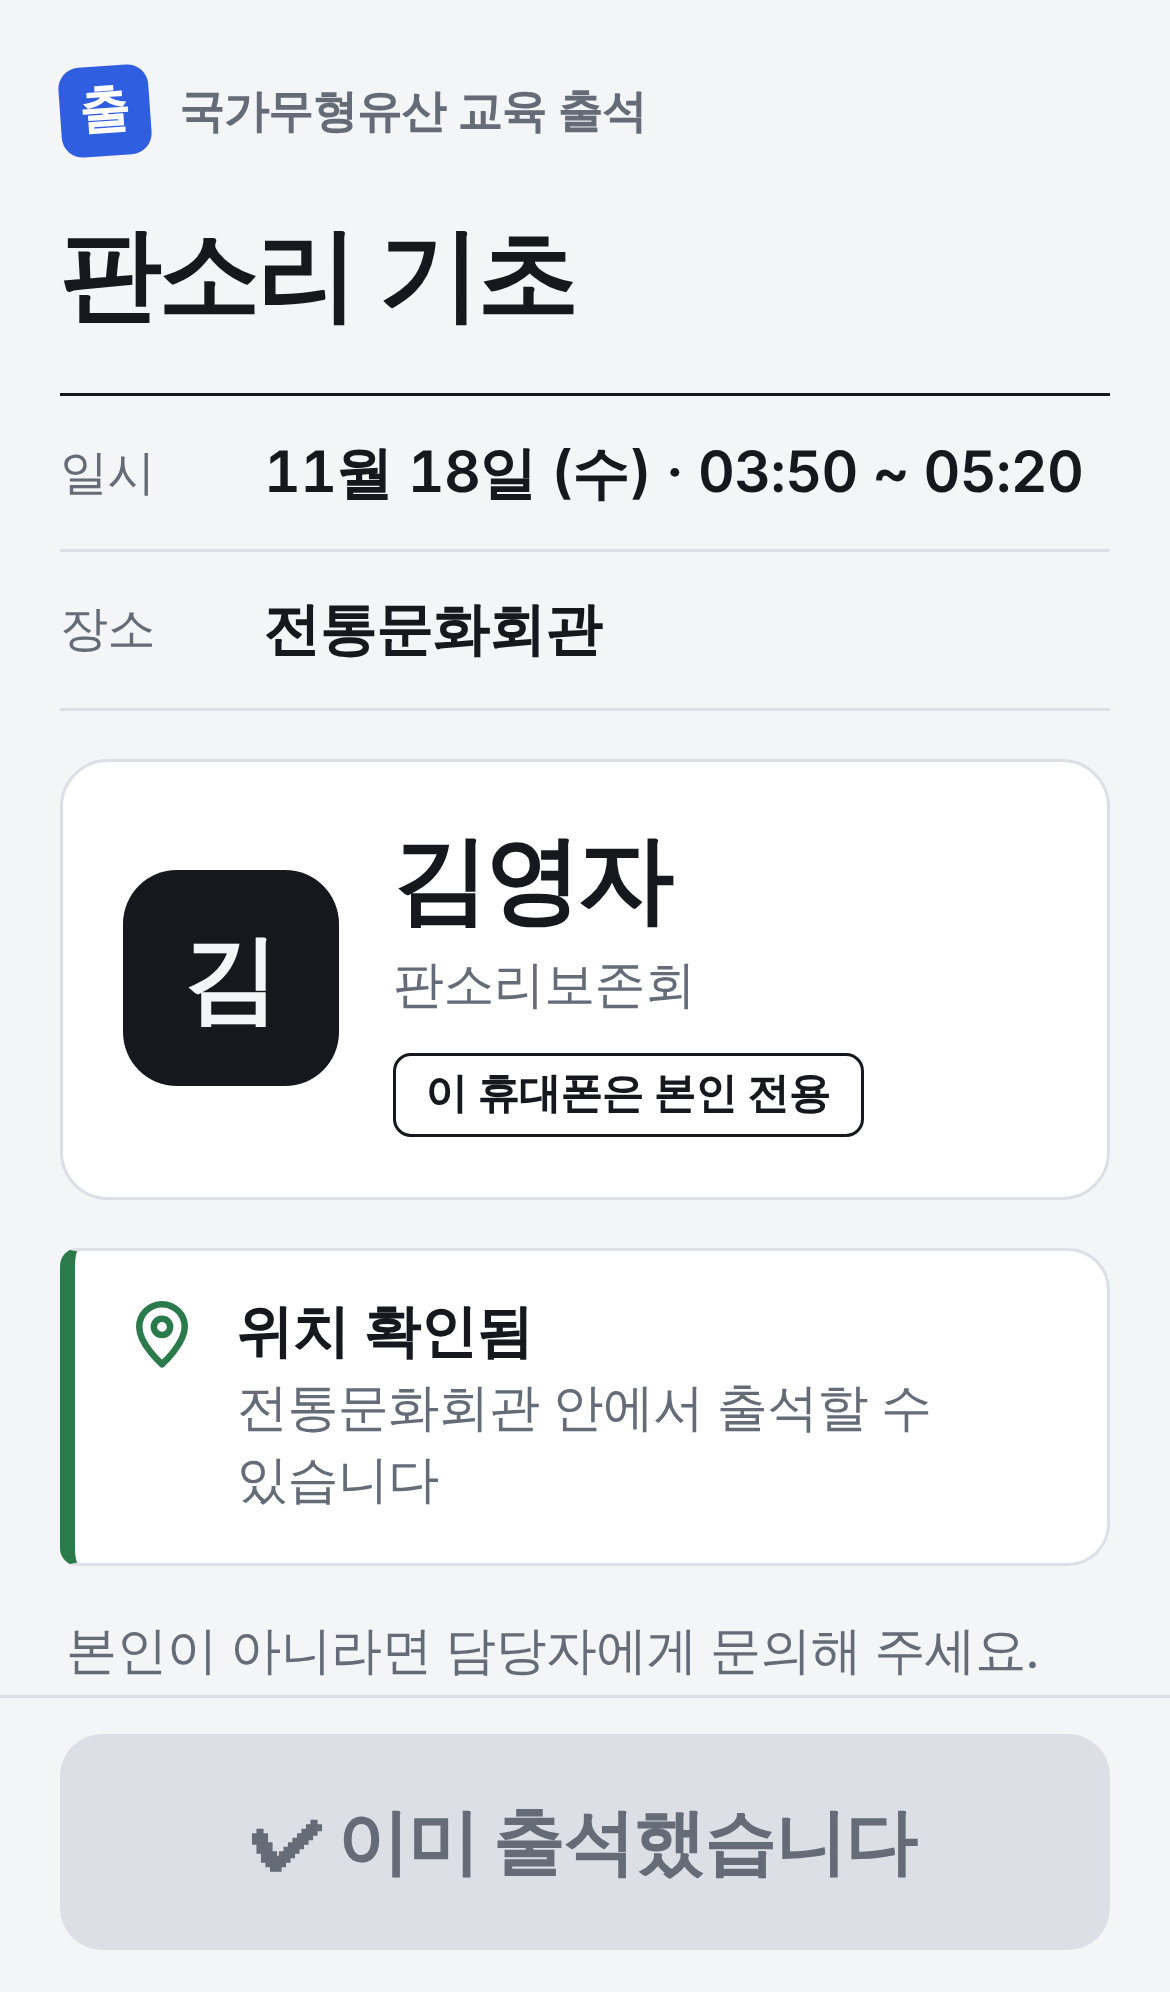 출
국가무형유산 교육 출석
판소리 기초
일시 11월 18일 (수) · 03:50 ~ 05:20
장소 전통문화회관
김
김영자
판소리보존회
이 휴대폰은 본인 전용
위치 확인됨
전통문화회관 안에서 출석할 수
있습니다
본인이 아니라면 담당자에게 문의해 주세요.
✓ 이미 출석했습니다